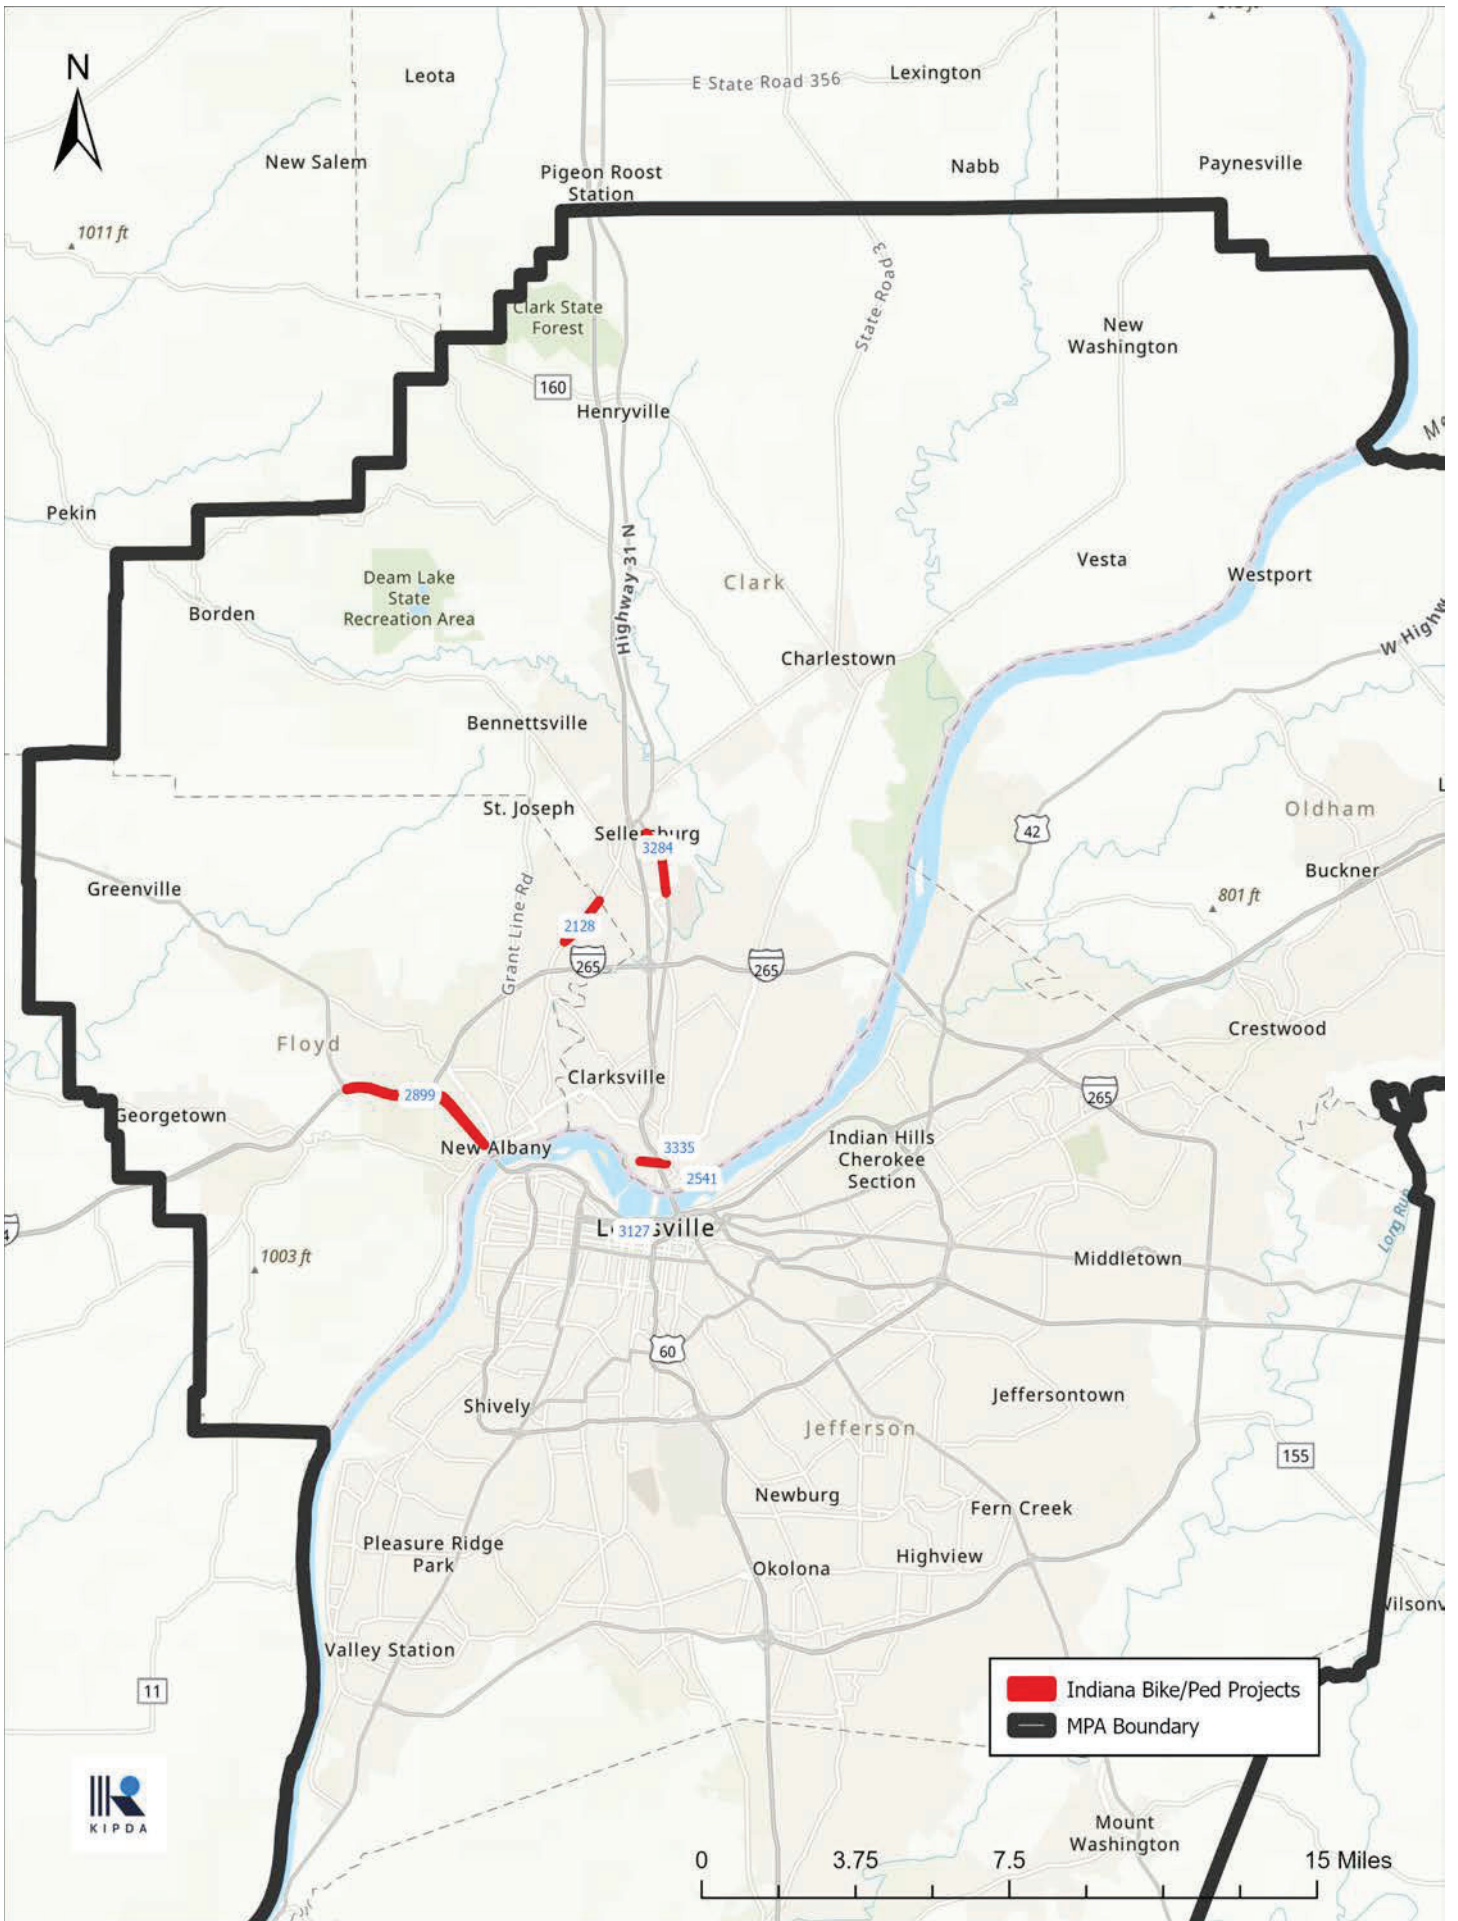 N
Leota
E State Road 356
Lexington
New Salem
Pigeon Roost
Station
Nabb
Paynesville
1011 ft
Clark State
Forest
State Road 3
New
Washington
160
Henryville
Pekin
Highway 31 N
Deam Lake
State
Recreation Area
Clark
Vesta
Westport
Borden
W Highw
Charlestown
Bennettsville
St. Joseph
Sellersburg
3284
42
Oldham
Buckner
Greenville
Grant Line Rd
801 ft
2128
265
265
Floyd
Crestwood
Clarksville
2899
265
Georgetown
New Albany
3335
Indian Hills
Cherokee
Section
2541
Long Run
3127
1003 ft
Middletown
60
Shively
Jeffersontown
Jefferson
155
Newburg
Fern Creek
Pleasure Ridge
Park
Okolona
Highview
Valley Station
11
Indiana Bike/Ped Projects
MPA Boundary
KIPDA
Mount
Washington
0 3.75 7.5 15 Miles